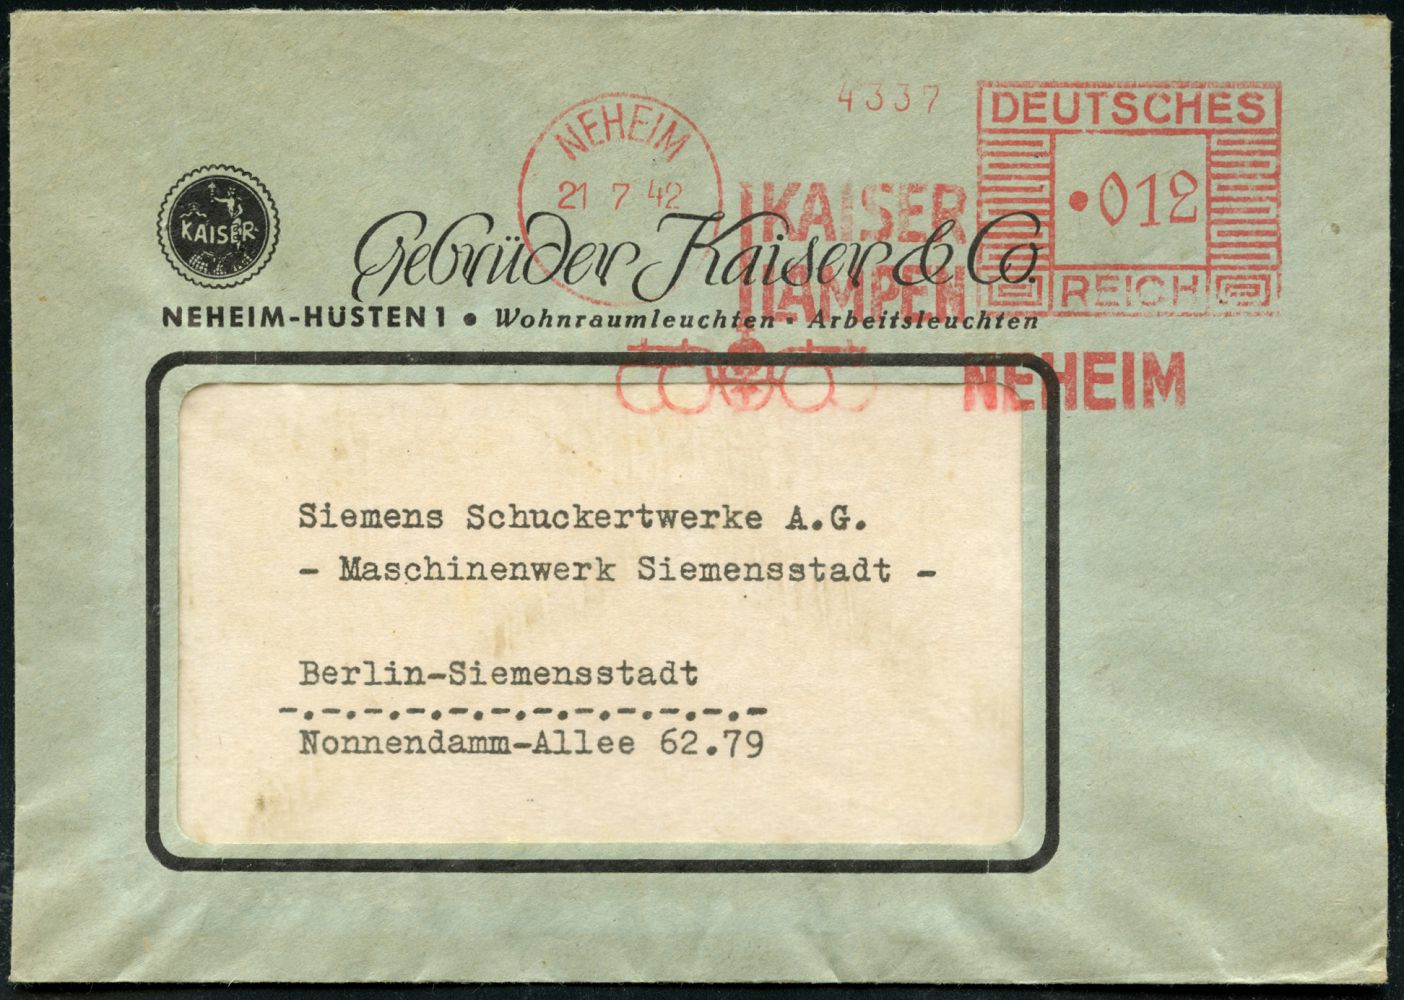 4337
DEUTSCHES
NEHEIM
21 7 42
012
KAISER
KAISER
LAMPEN
REICH
Gebrüder Kaiser & Co.
NEHEIM-HÜSTEN 1 • Wohnraumleuchten • Arbeitsleuchten
NEHEIM
Siemens Schuckertwerke A.G.
- Maschinenwerk Siemensstadt -
Berlin-Siemensstadt
-.-.-.-.-.-.-.-.-.-.-.-
Nonnendamm-Allee 62.79